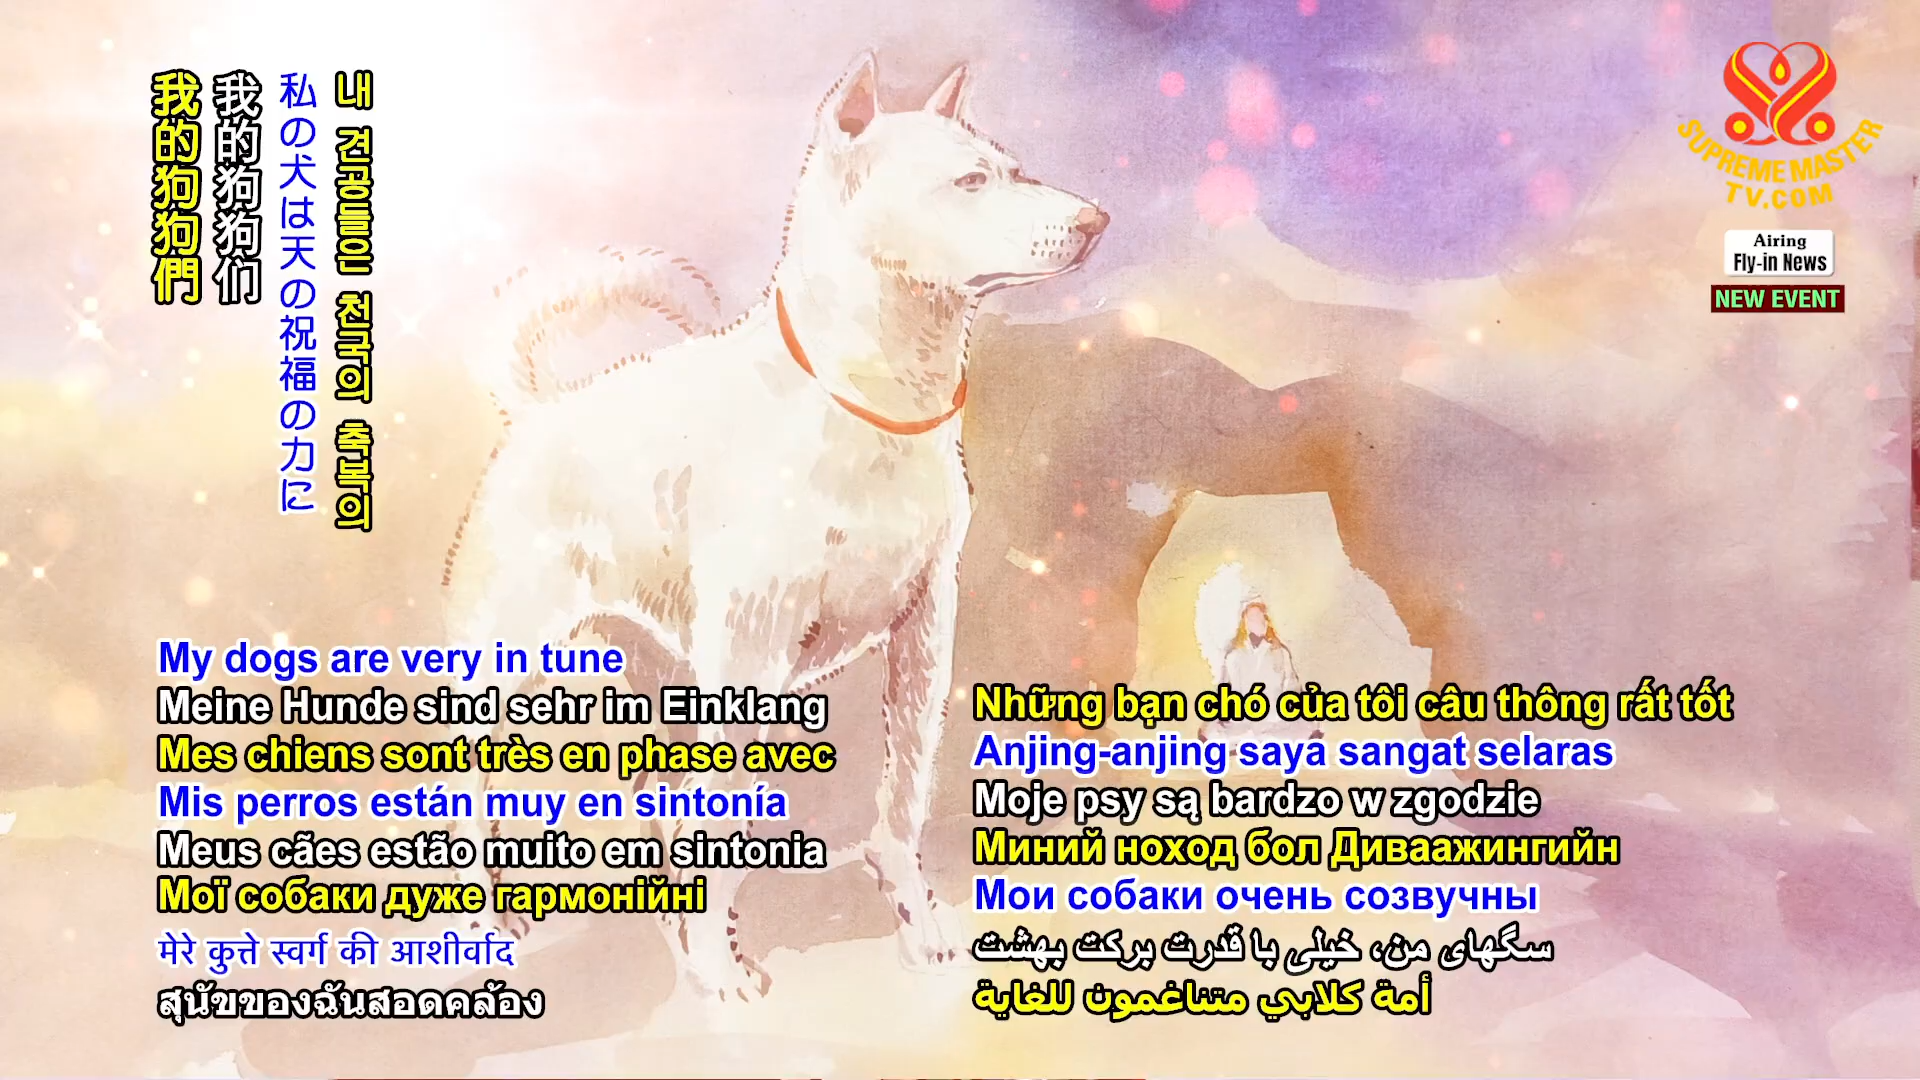 我的狗狗們
我的狗狗们
私の犬は天の祝福の力に
내 견공들은 천국의 축복의
SUPREME MASTER
TV.COM
Airing
Fly-in News
NEW EVENT
My dogs are very in tune
Meine Hunde sind sehr im Einklang
Mes chiens sont très en phase avec
Mis perros están muy en sintonía
Meus cães estão muito em sintonia
Мої собаки дуже гармонійні
मेरे कुत्ते स्वर्ग की आशीर्वाद
สุนัขของฉันสอดคล้อง
Những bạn chó của tôi câu thông rất tốt
Anjing-anjing saya sangat selaras
Moje psy są bardzo w zgodzie
Миний ноход бол Диваажингийн
Мои собаки очень созвучны
سگهای من، خیلی با قدرت برکت بهشت
أمة كلابي متناغمون للغاية